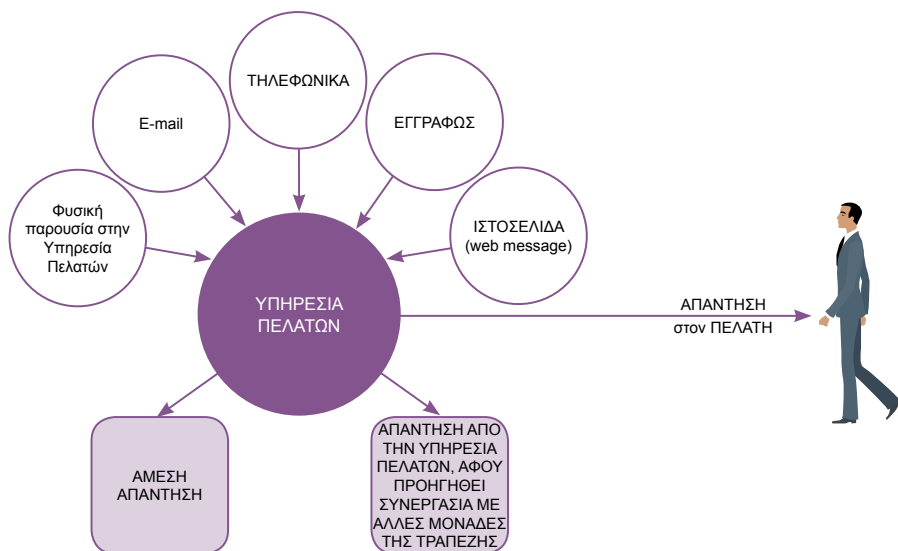 ΤΗΛΕΦΩΝΙΚΑ
E-mail
ΕΓΓΡΑΦΩΣ
Φυσική
παρουσία στην
Υπηρεσία
Πελατών
ΙΣΤΟΣΕΛΙΔΑ
(web message)
ΥΠΗΡΕΣΙΑ
ΠΕΛΑΤΩΝ
ΑΠΑΝΤΗΣΗ
στον ΠΕΛΑΤΗ
ΑΜΕΣΗ
ΑΠΑΝΤΗΣΗ
ΑΠΑΝΤΗΣΗ ΑΠΟ
ΤΗΝ ΥΠΗΡΕΣΙΑ
ΠΕΛΑΤΩΝ, ΑΦΟΥ
ΠΡΟΗΓΗΘΕΙ
ΣΥΝΕΡΓΑΣΙΑ ΜΕ
ΑΛΛΕΣ ΜΟΝΑΔΕΣ
ΤΗΣ ΤΡΑΠΕΖΗΣ